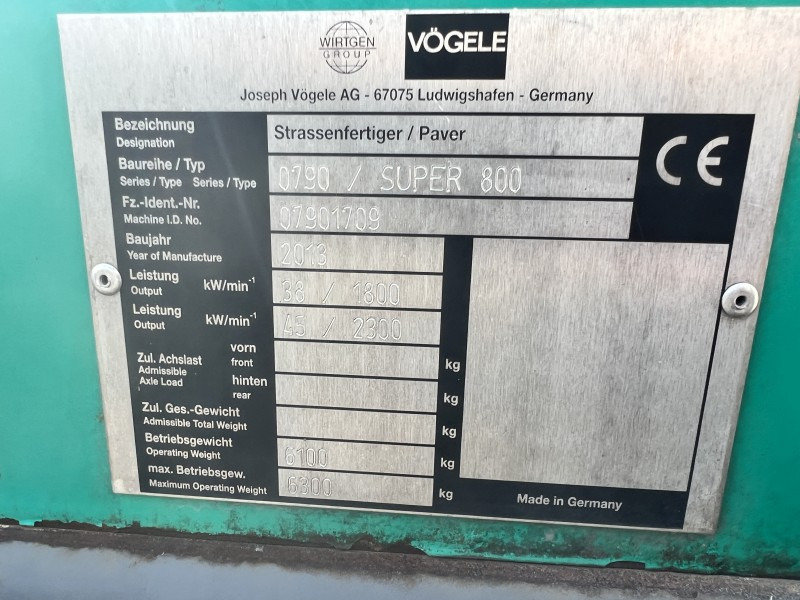 WIRTGEN
GROUP
VÖGELE
Joseph Vögele AG - 67075 Ludwigshafen - Germany
Bezeichnung
Designation
Strassenfertiger / Paver
CE
Baureihe / Typ
Series / Type Series / Type
0790 / SUPER 800
Fz.-Ident.-Nr.
Machine I.D. No.
07901709
Baujahr
Year of Manufacture
2013
Leistung
Output
kW/min⁻¹
38 / 1800
Leistung
Output
kW/min⁻¹
45 / 2300
Zul. Achslast
Admissible
Axle Load
vorn
front
kg
hinten
rear
kg
Zul. Ges.-Gewicht
Admissible Total Weight
kg
Betriebsgewicht
Operating Weight
6100
kg
max. Betriebsgew.
Maximum Operating Weight
6300
kg
Made in Germany